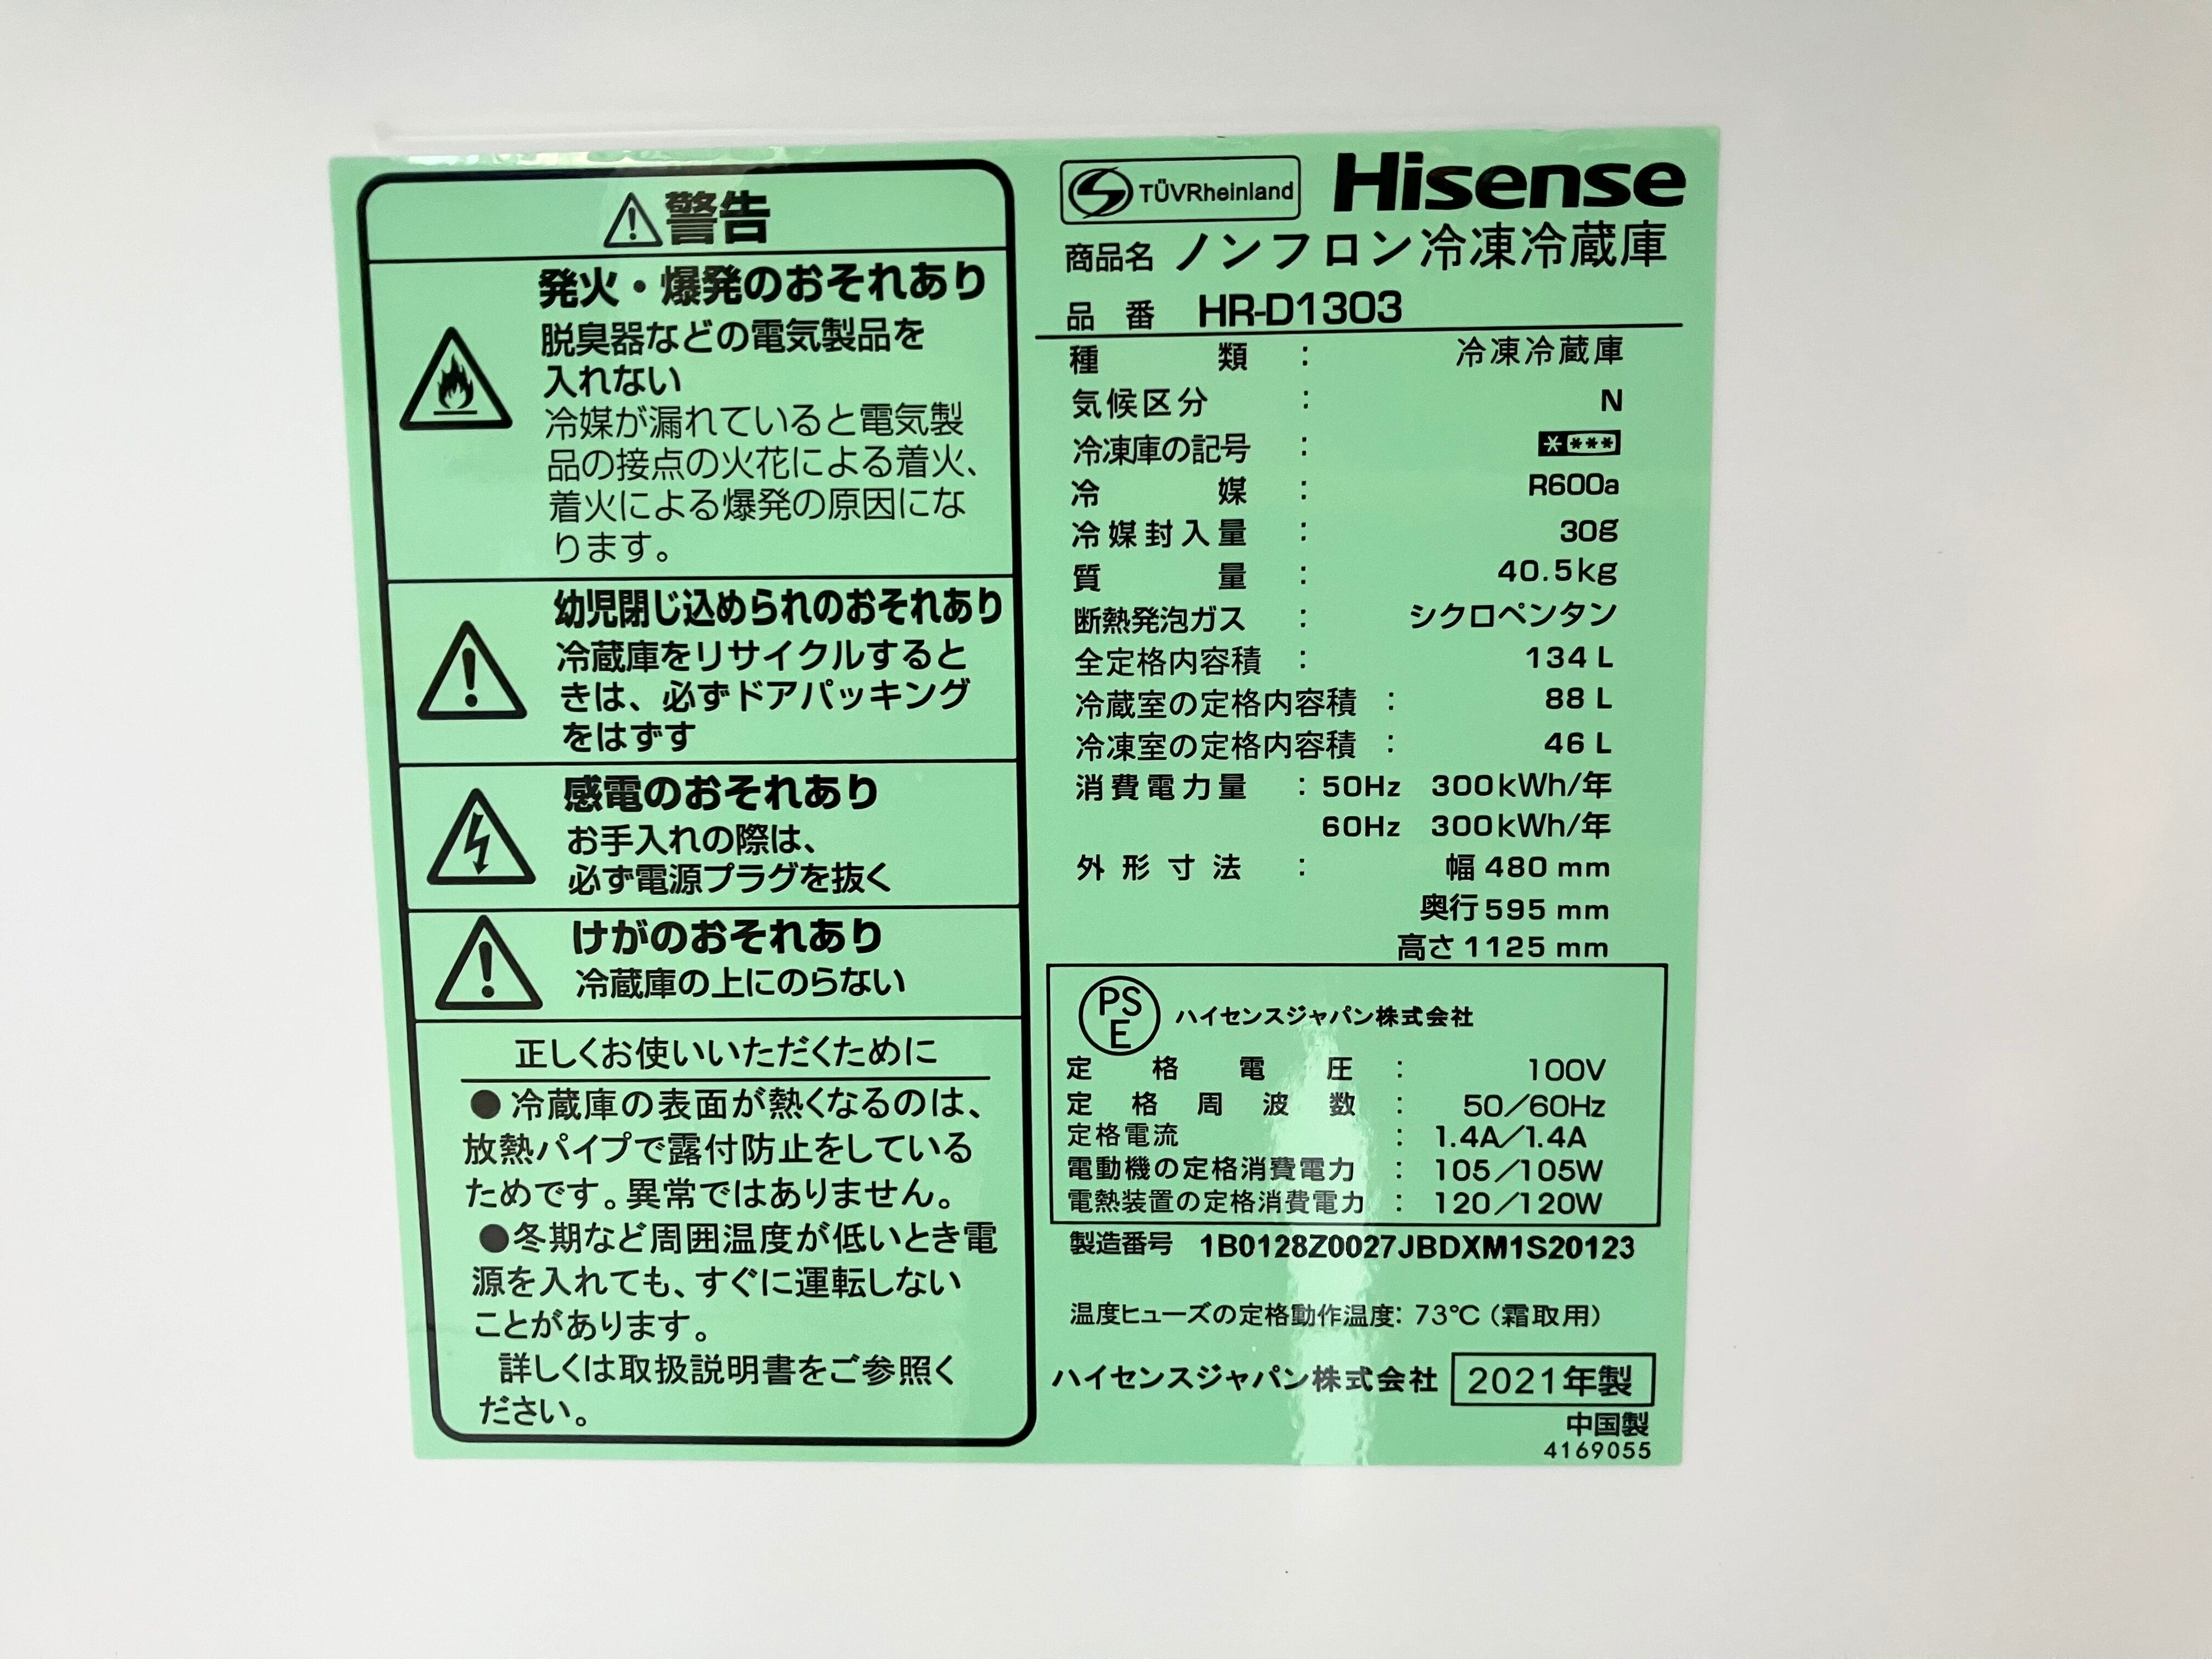 警告
発火・爆発のおそれあり
脱臭器などの電気製品を
入れない
冷媒が漏れていると電気製
品の接点の火花による着火、
着火による爆発の原因にな
ります。
幼児閉じ込められのおそれあり
冷蔵庫をリサイクルすると
きは、必ずドアパッキング
をはずす
感電のおそれあり
お手入れの際は、
必ず電源プラグを抜く
けがのおそれあり
冷蔵庫の上にのらない
正しくお使いいただくために
●冷蔵庫の表面が熱くなるのは、
放熱パイプで露付防止をしている
ためです。異常ではありません。
●冬期など周囲温度が低いとき電
源を入れても、すぐに運転しない
ことがあります。
詳しくは取扱説明書をご参照く
ださい。
TÜVRheinland Hisense
商品名 ノンフロン冷凍冷蔵庫
品番 HR-D1303
種類 : 冷凍冷蔵庫
気候区分 : N
冷凍庫の記号 : ****
冷媒 : R600a
冷媒封入量 : 30g
質量 : 40.5kg
断熱発泡ガス : シクロペンタン
全定格内容積 : 134 L
冷蔵室の定格内容積 : 88 L
冷凍室の定格内容積 : 46 L
消費電力量 : 50Hz 300kWh/年
60Hz 300kWh/年
外形寸法 : 幅 480 mm
奥行 595 mm
高さ 1125 mm
PSE ハイセンスジャパン株式会社
定格電圧 : 100V
定格周波数 : 50/60Hz
定格電流 : 1.4A/1.4A
電動機の定格消費電力 : 105/105W
電熱装置の定格消費電力 : 120/120W
製造番号 1B0128Z0027JBDXM1S20123
温度ヒューズの定格動作温度: 73℃(霜取用)
ハイセンスジャパン株式会社 2021年製
中国製
4169055